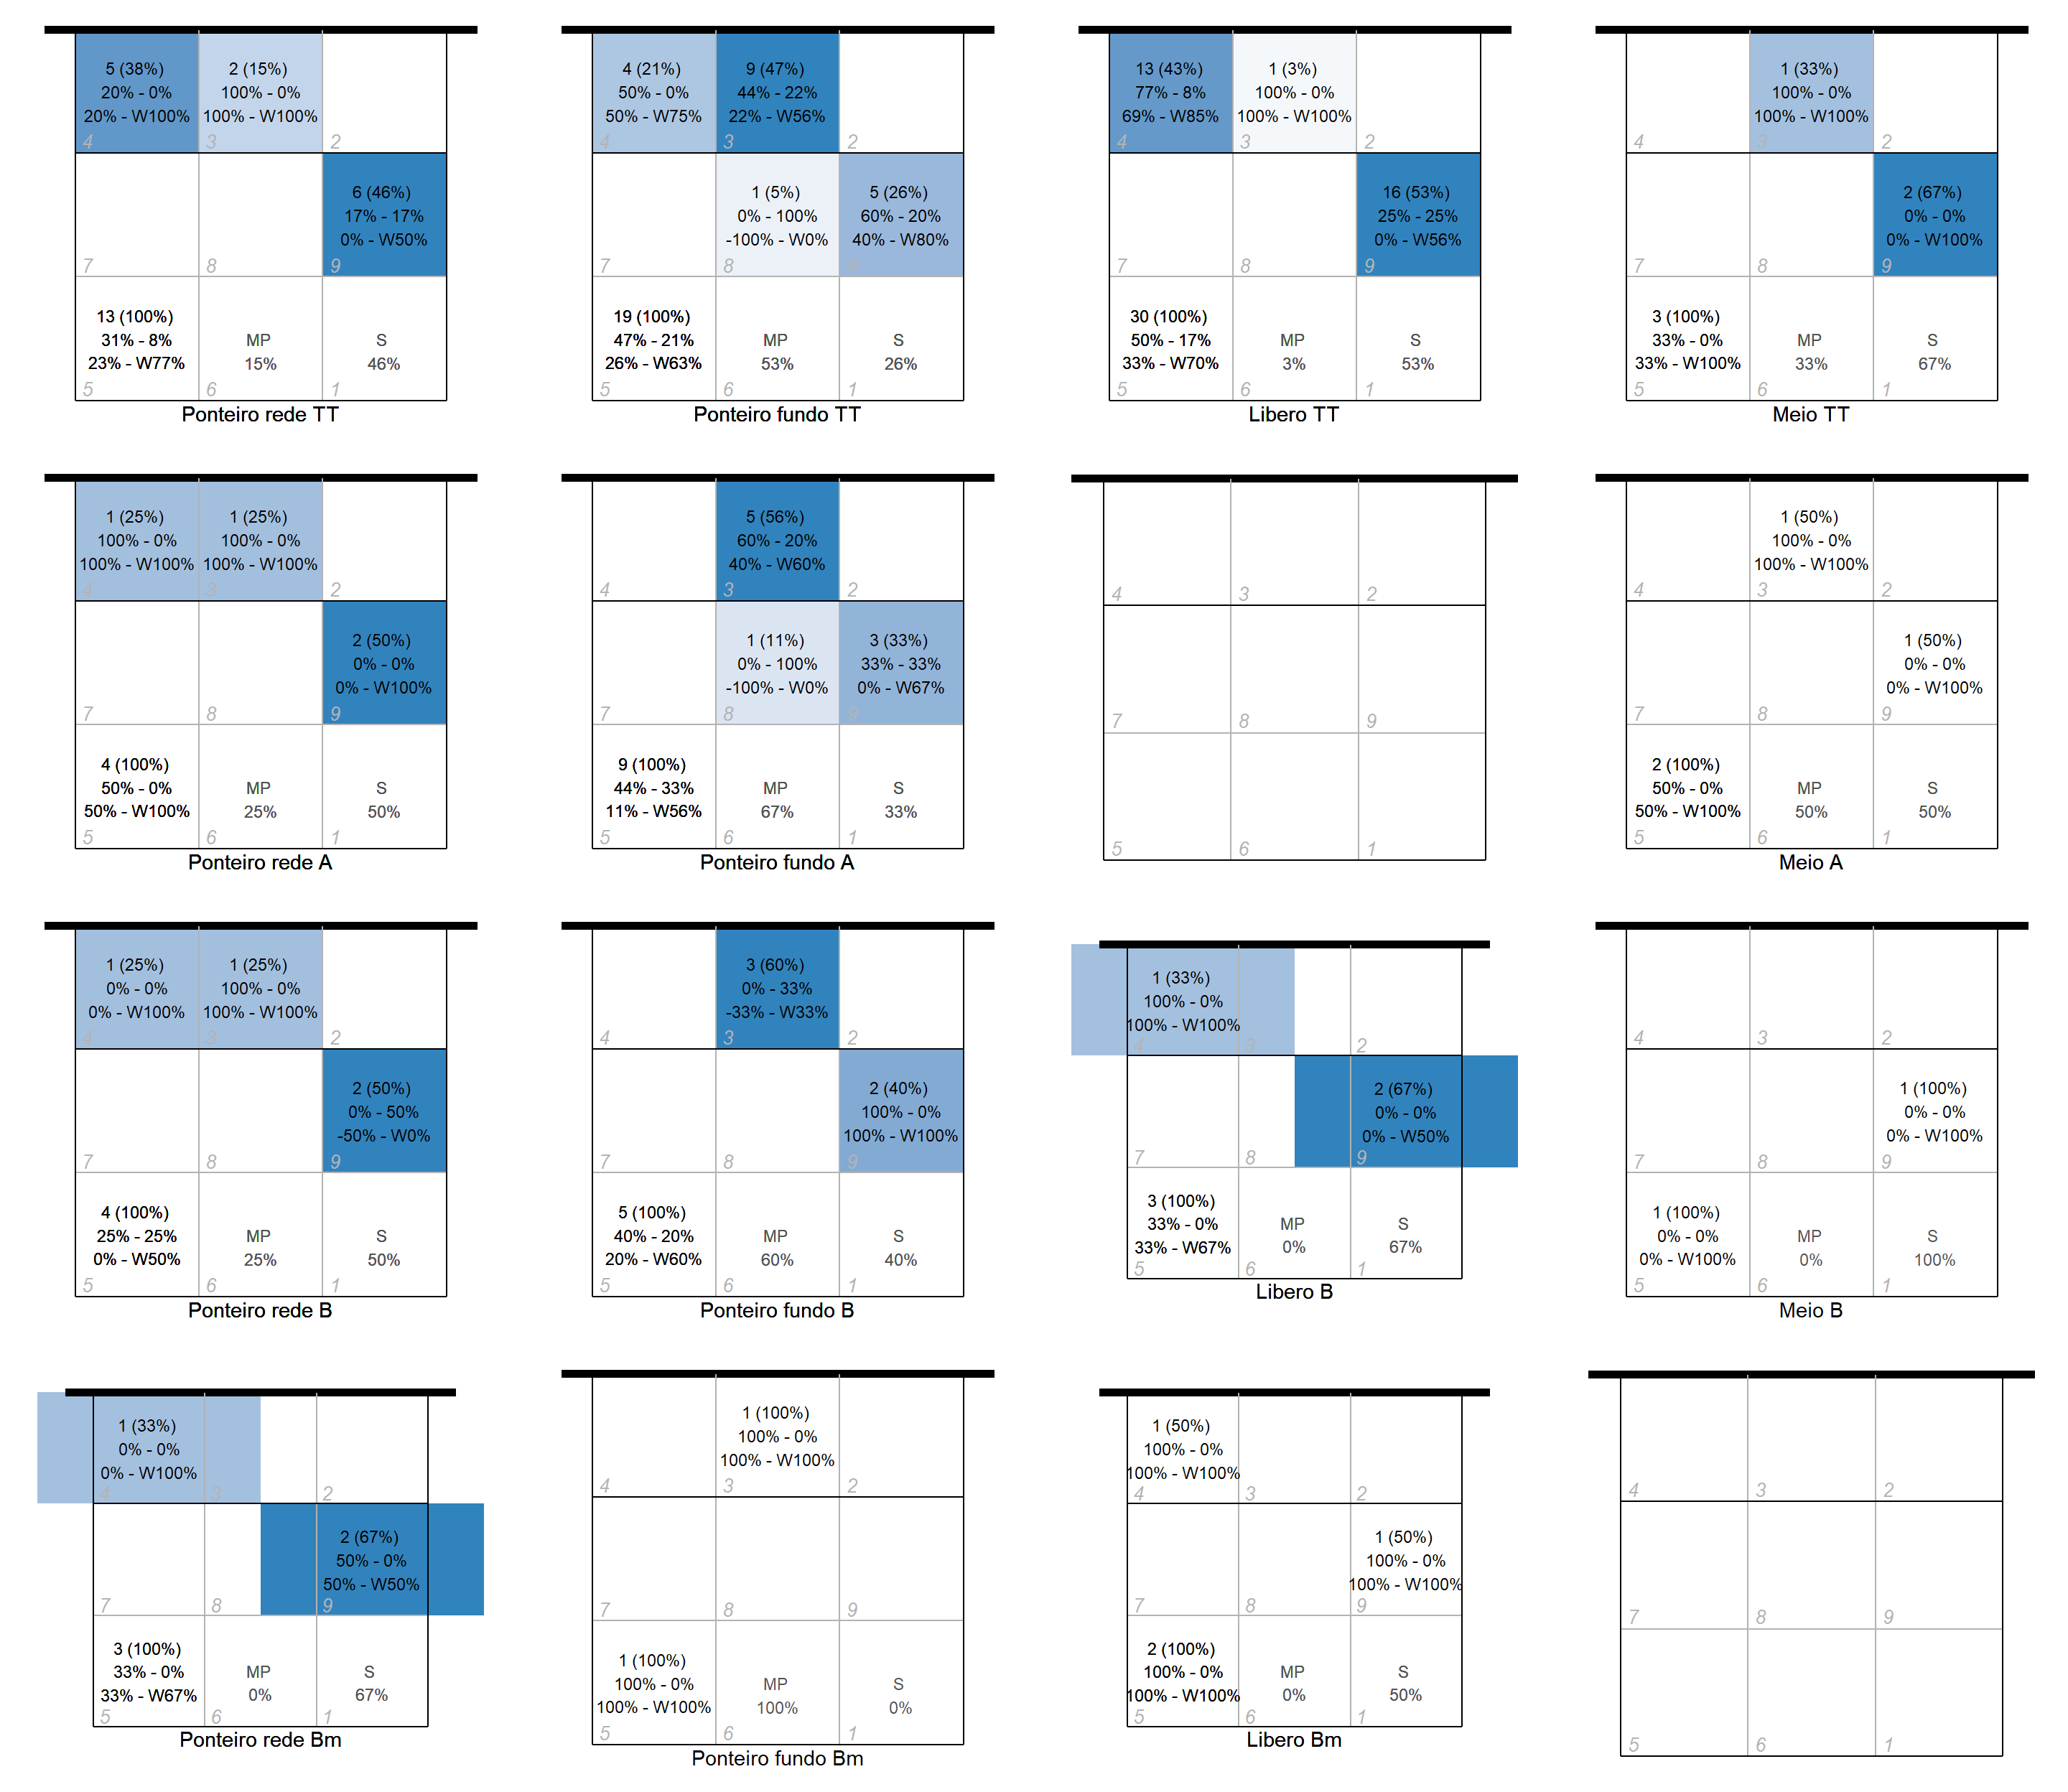 5 (38%)
20% - 0%
20% - W100%
4
2 (15%)
100% - 0%
100% - W100%
3
2
7
8
6 (46%)
17% - 17%
0% - W50%
9
13 (100%)
31% - 8%
23% - W77%
5
MP
15%
6
S
46%
1
Ponteiro rede TT
4 (21%)
50% - 0%
50% - W75%
9 (47%)
44% - 22%
22% - W56%
3
2
7
1 (5%)
0% - 100%
-100% - W0%
8
5 (26%)
60% - 20%
40% - W80%
19 (100%)
47% - 21%
26% - W63%
5
MP
53%
6
S
26%
1
Ponteiro fundo TT
13 (43%)
77% - 8%
69% - W85%
4
1 (3%)
100% - 0%
100% - W100%
3
2
7
8
16 (53%)
25% - 25%
0% - W56%
9
30 (100%)
50% - 17%
33% - W70%
5
MP
3%
6
S
53%
1
Libero TT
4
1 (33%)
100% - 0%
100% - W100%
3
2
7
8
2 (67%)
0% - 0%
0% - W100%
9
3 (100%)
33% - 0%
33% - W100%
5
MP
33%
6
S
67%
1
Meio TT
1 (25%)
100% - 0%
100% - W100%
4
1 (25%)
100% - 0%
100% - W100%
3
2
7
8
2 (50%)
0% - 0%
0% - W100%
9
4 (100%)
50% - 0%
50% - W100%
5
MP
25%
6
S
50%
1
Ponteiro rede A
4
5 (56%)
60% - 20%
40% - W60%
3
2
7
1 (11%)
0% - 100%
-100% - W0%
8
3 (33%)
33% - 33%
0% - W67%
9
9 (100%)
44% - 33%
11% - W56%
5
MP
67%
6
S
33%
1
Ponteiro fundo A
4
3
2
7
8
9
5
6
1
4
1 (50%)
100% - 0%
100% - W100%
3
2
7
8
1 (50%)
0% - 0%
0% - W100%
9
2 (100%)
50% - 0%
50% - W100%
5
MP
50%
6
S
50%
1
Meio A
1 (25%)
0% - 0%
0% - W100%
4
1 (25%)
100% - 0%
100% - W100%
3
2
7
8
2 (50%)
0% - 50%
-50% - W0%
9
4 (100%)
25% - 25%
0% - W50%
5
MP
25%
6
S
50%
1
Ponteiro rede B
4
3 (60%)
0% - 33%
-33% - W33%
3
2
7
8
2 (40%)
100% - 0%
100% - W100%
9
5 (100%)
40% - 20%
20% - W60%
5
MP
60%
6
S
40%
1
Ponteiro fundo B
1 (33%)
100% - 0%
100% - W100%
4
3
2
7
8
2 (67%)
0% - 0%
0% - W50%
9
3 (100%)
33% - 0%
33% - W67%
5
MP
0%
6
S
67%
1
Libero B
4
3
2
7
8
1 (100%)
0% - 0%
0% - W100%
9
1 (100%)
0% - 0%
0% - W100%
5
MP
0%
6
S
100%
1
Meio B
1 (33%)
0% - 0%
0% - W100%
4
3
2
7
8
2 (67%)
50% - 0%
50% - W50%
9
3 (100%)
33% - 0%
33% - W67%
5
MP
0%
6
S
67%
1
Ponteiro rede Bm
4
1 (100%)
100% - 0%
100% - W100%
3
2
7
8
9
1 (100%)
100% - 0%
100% - W100%
5
MP
100%
6
S
0%
1
Ponteiro fundo Bm
1 (50%)
100% - 0%
100% - W100%
4
3
2
7
8
1 (50%)
100% - 0%
100% - W100%
9
2 (100%)
100% - 0%
100% - W100%
5
MP
0%
6
S
50%
1
Libero Bm
4
3
2
7
8
9
5
6
1